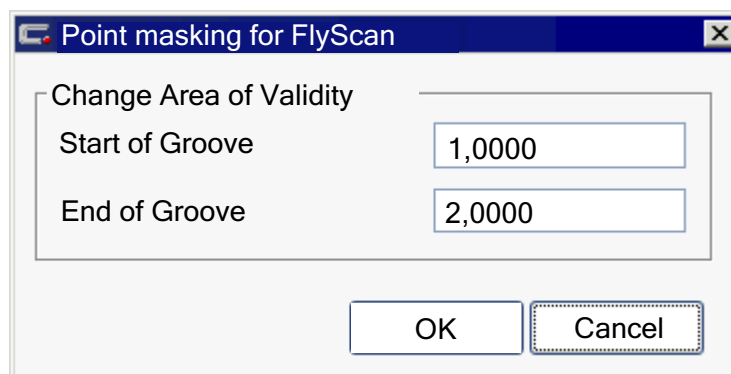 Point masking for FlyScan
Change Area of Validity
Start of Groove 1,0000
End of Groove 2,0000
OK Cancel